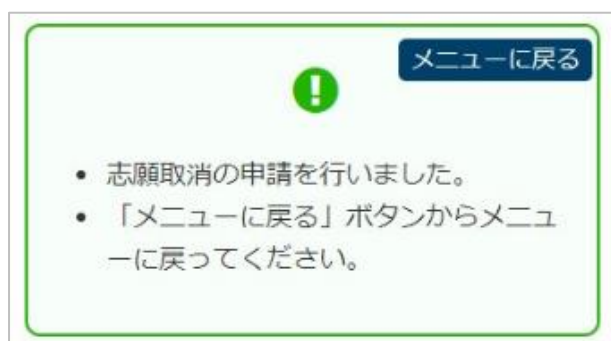 メニューに戻る
• 志願取消の申請を行いました。
• 「メニューに戻る」ボタンからメニュ
ーに戻ってください。